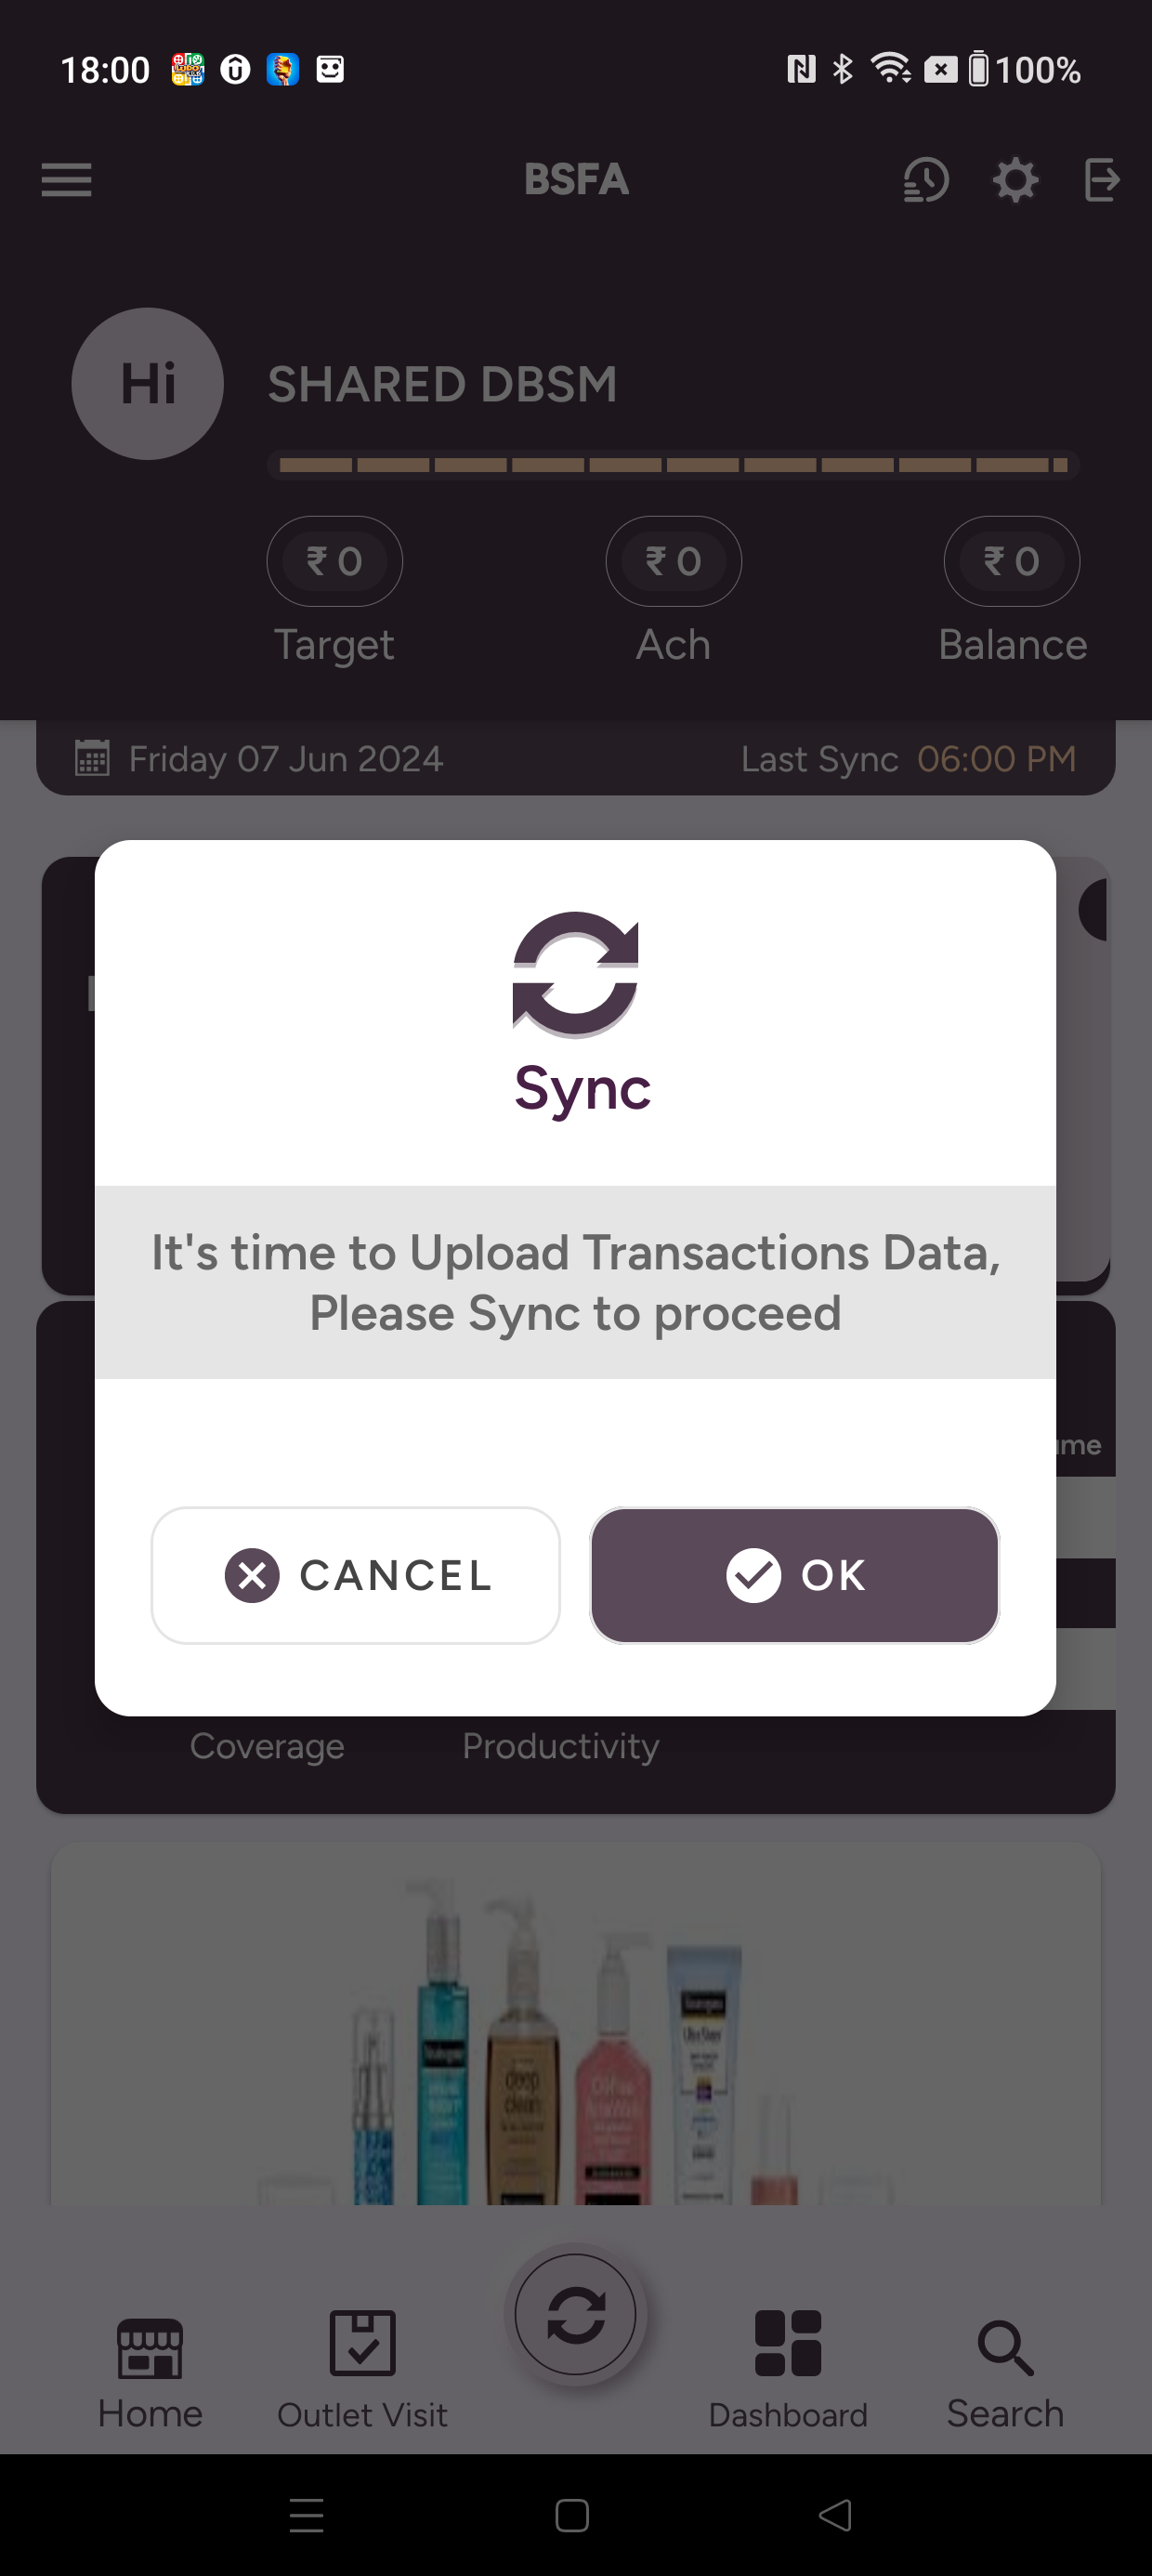 18:00 100%
BSFA
Hi SHARED DBSM
₹ 0 ₹ 0 ₹ 0
Target Ach Balance
Friday 07 Jun 2024 Last Sync 06:00 PM
Sync
It's time to Upload Transactions Data,
Please Sync to proceed
CANCEL OK
Coverage Productivity
deep
clean
Home Outlet Visit Dashboard Search